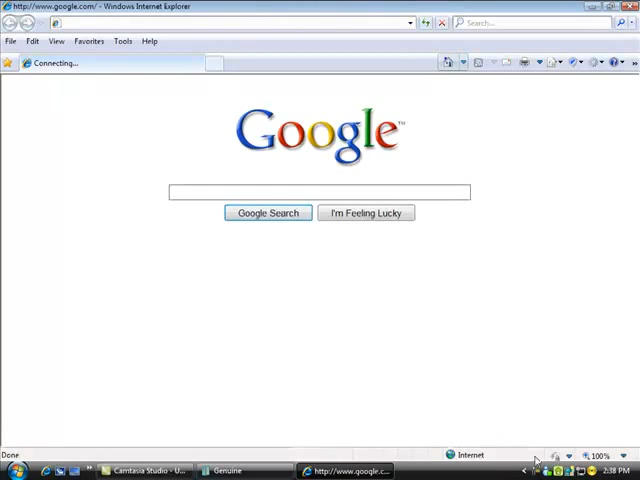 http://www.google.com/ - Windows Internet Explorer
Search...
File Edit View Favorites Tools Help
Connecting...
Google™
Google Search I'm Feeling Lucky
Done Internet 100%
Camtasia Studio - U... Genuine http://www.google.c... 2:38 PM